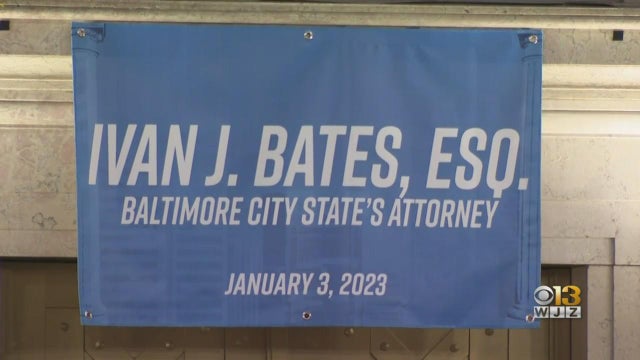 IVAN J. BATES, ESQ.
BALTIMORE CITY STATE'S ATTORNEY
JANUARY 3, 2023
13
WJZ